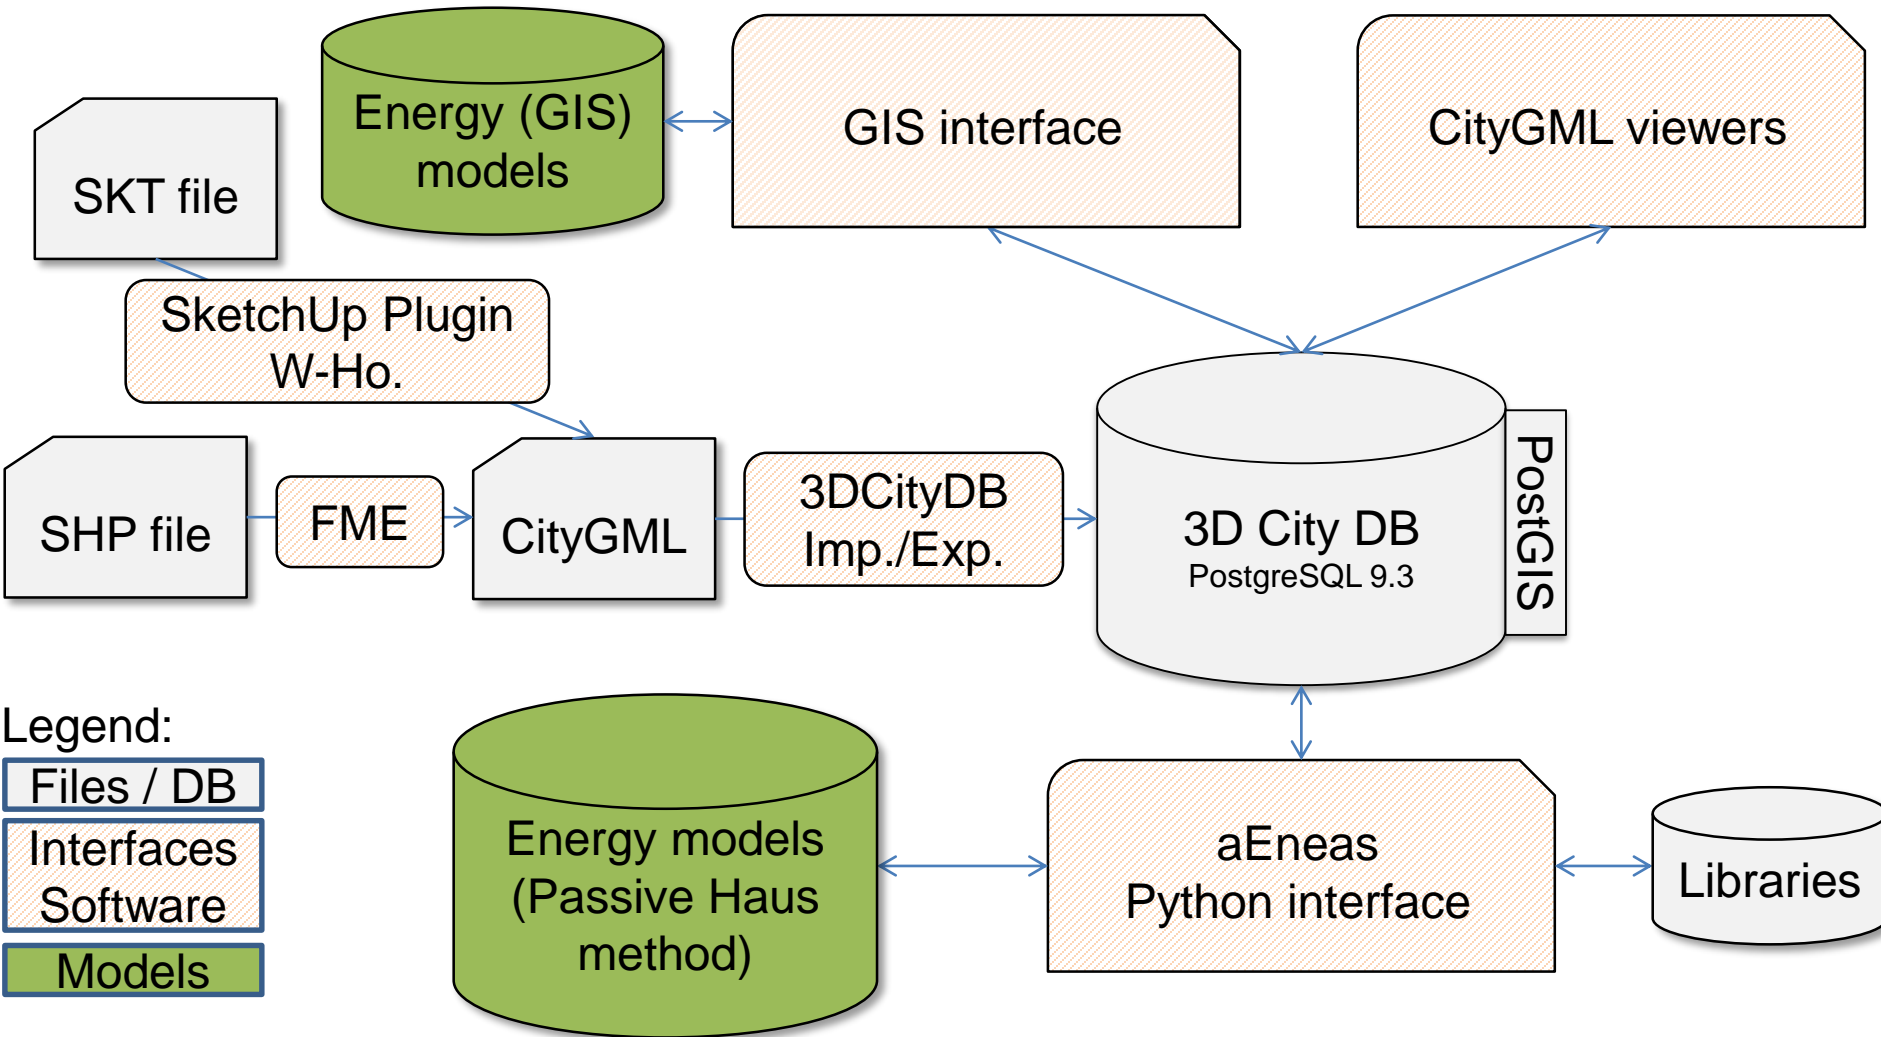 Energy (GIS)
models
GIS interface
CityGML viewers
SKT file
SketchUp Plugin
W-Ho.
SHP file
FME
CityGML
3DCityDB
Imp./Exp.
3D City DB
PostgreSQL 9.3
PostGIS
Legend:
Files / DB
Interfaces
Software
Models
Energy models
(Passive Haus
method)
aEneas
Python interface
Libraries